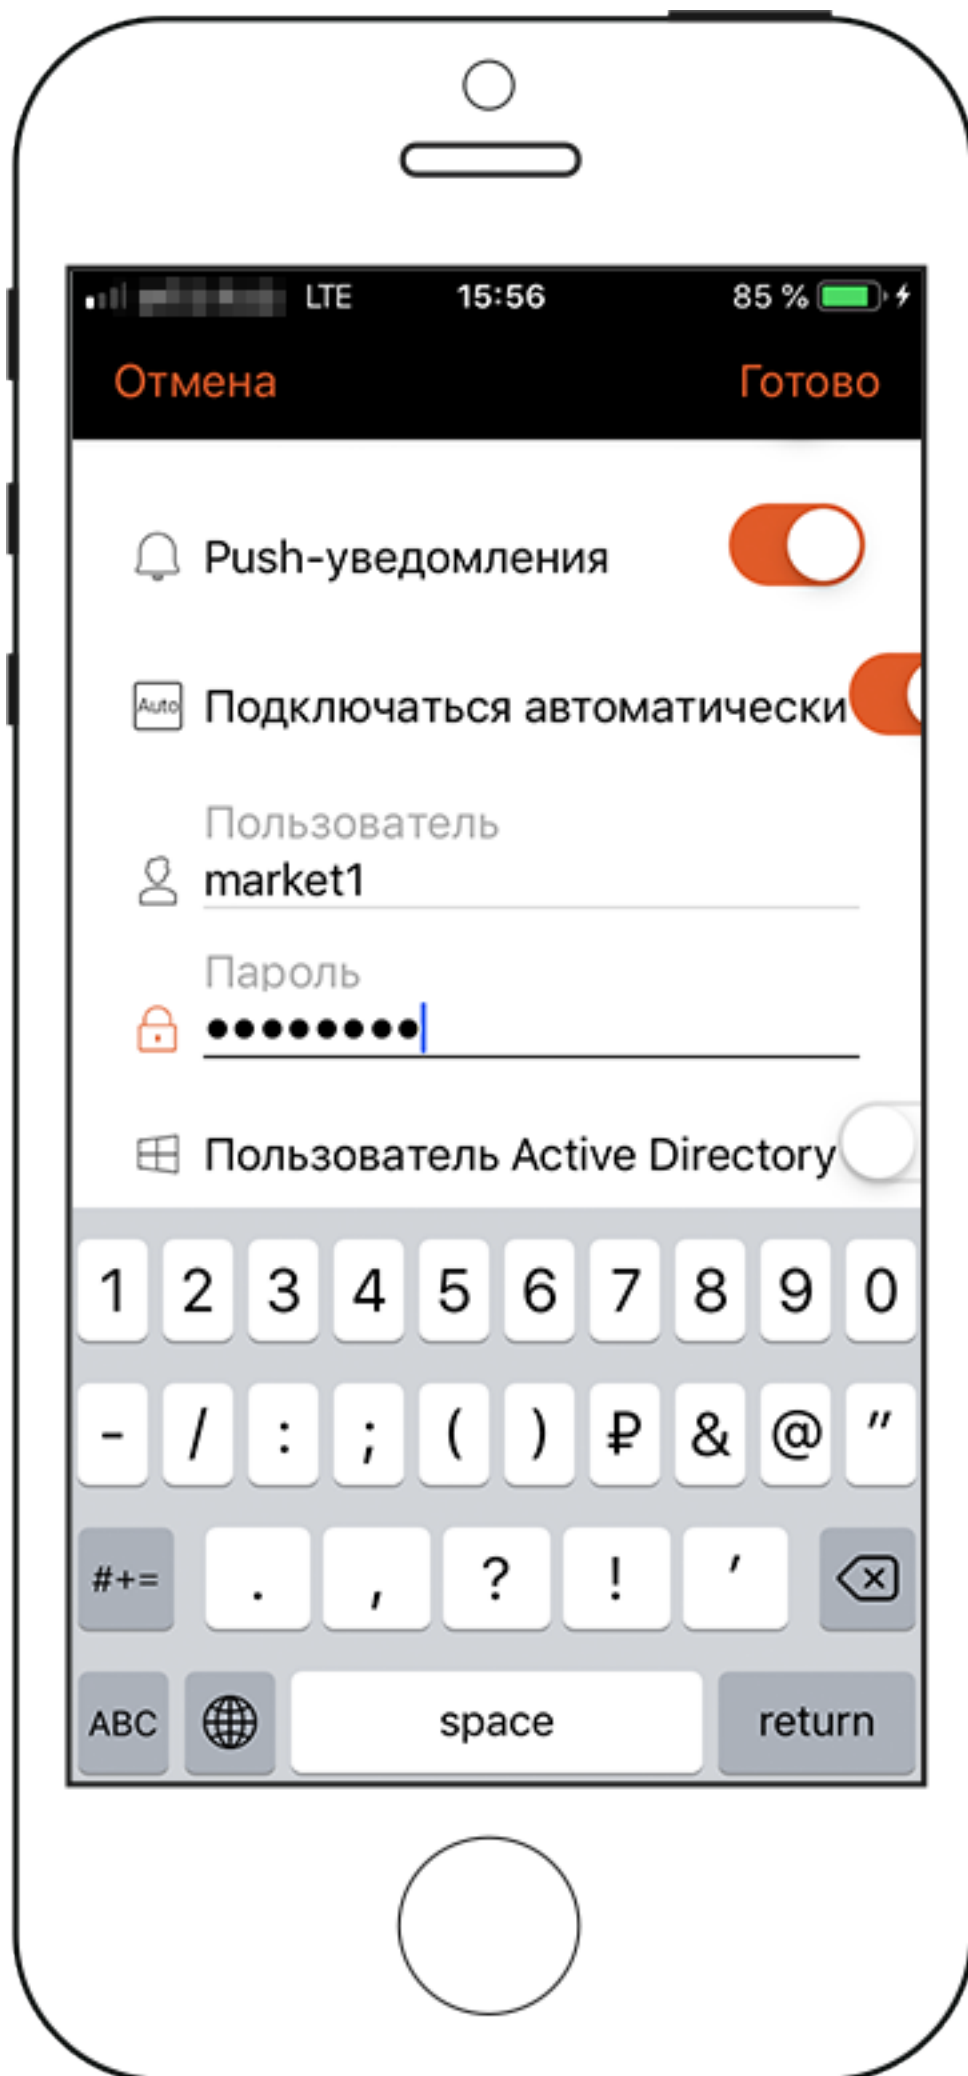 LTE 15:56 85 %
Отмена Готово
Push-уведомления
Auto Подключаться автоматически
Пользователь
market1
Пароль
••••••••
Пользователь Active Directory
1 2 3 4 5 6 7 8 9 0
- / : ; ( ) ₽ & @ "
#+= . , ? ! '
ABC space return